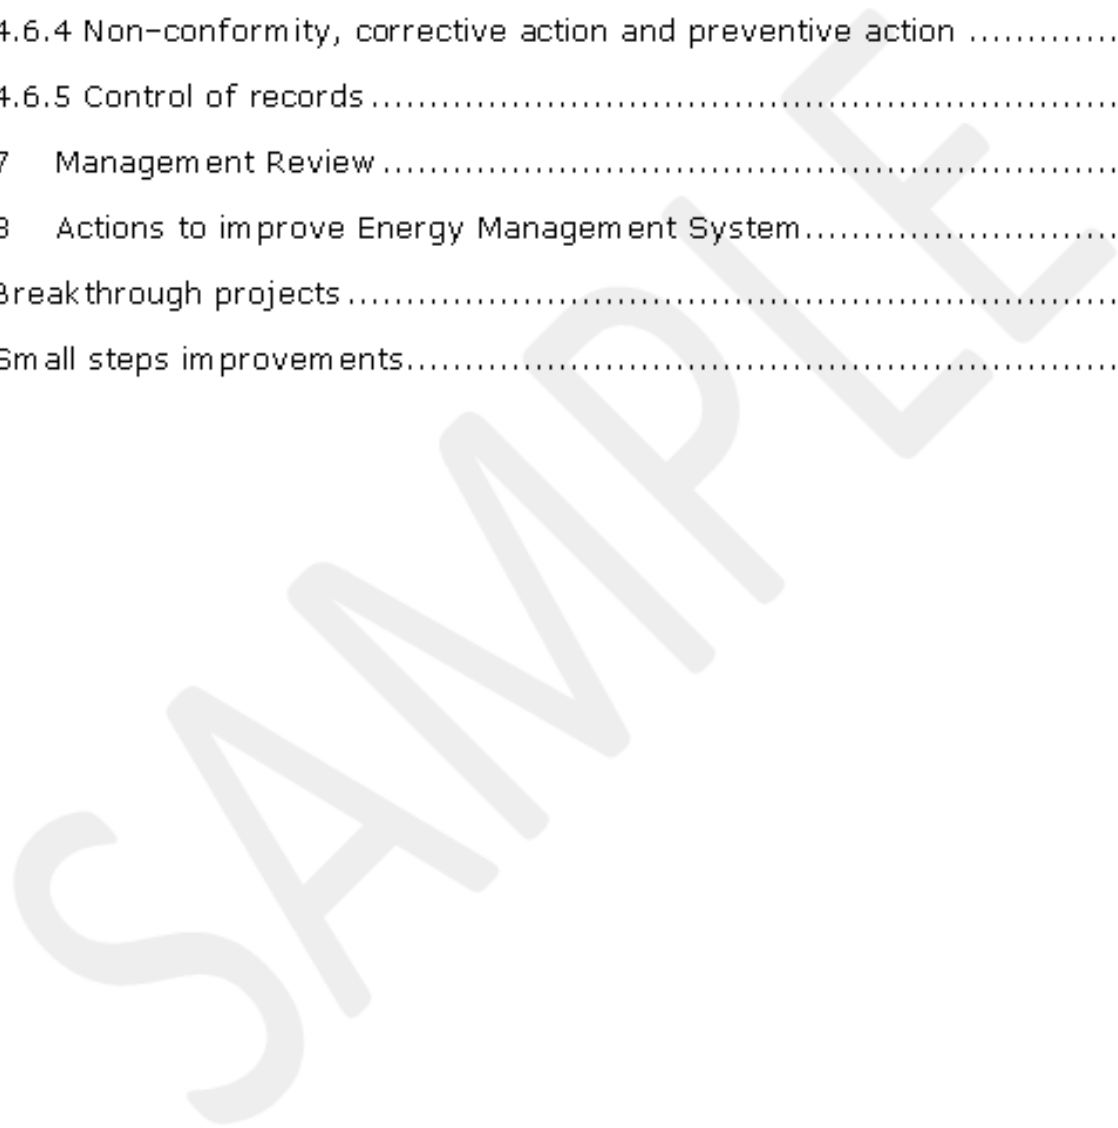 4.6.4 Non-conformity, corrective action and preventive action .............
4.6.5 Control of records ................................................................
7 Management Review ................................................................
8 Actions to improve Energy Management System...........................
Breakthrough projects ................................................................
Small steps improvements.............................................................
SAMPLE